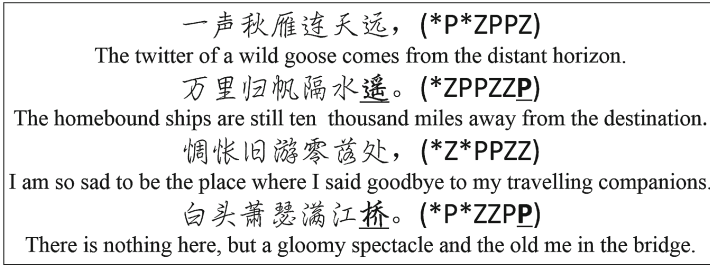 一声秋雁连天远，(*P*ZPPZ)
The twitter of a wild goose comes from the distant horizon.
万里归帆隔水遥。(*ZPPZZP)
The homebound ships are still ten thousand miles away from the destination.
惆怅旧游零落处，(*Z*PPZZ)
I am so sad to be the place where I said goodbye to my travelling companions.
白头萧瑟满江桥。(*P*ZZPP)
There is nothing here, but a gloomy spectacle and the old me in the bridge.